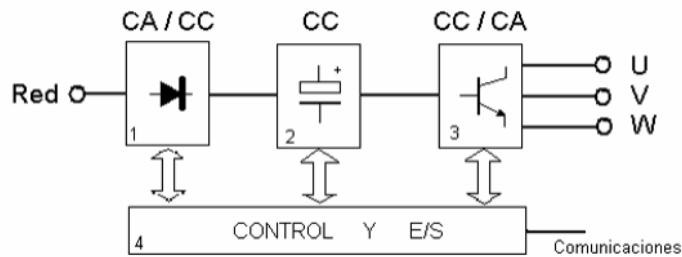 CA / CC
CC
CC / CA
Red
+
U
V
W
1
2
3
4
CONTROL Y E/S
Comunicaciones